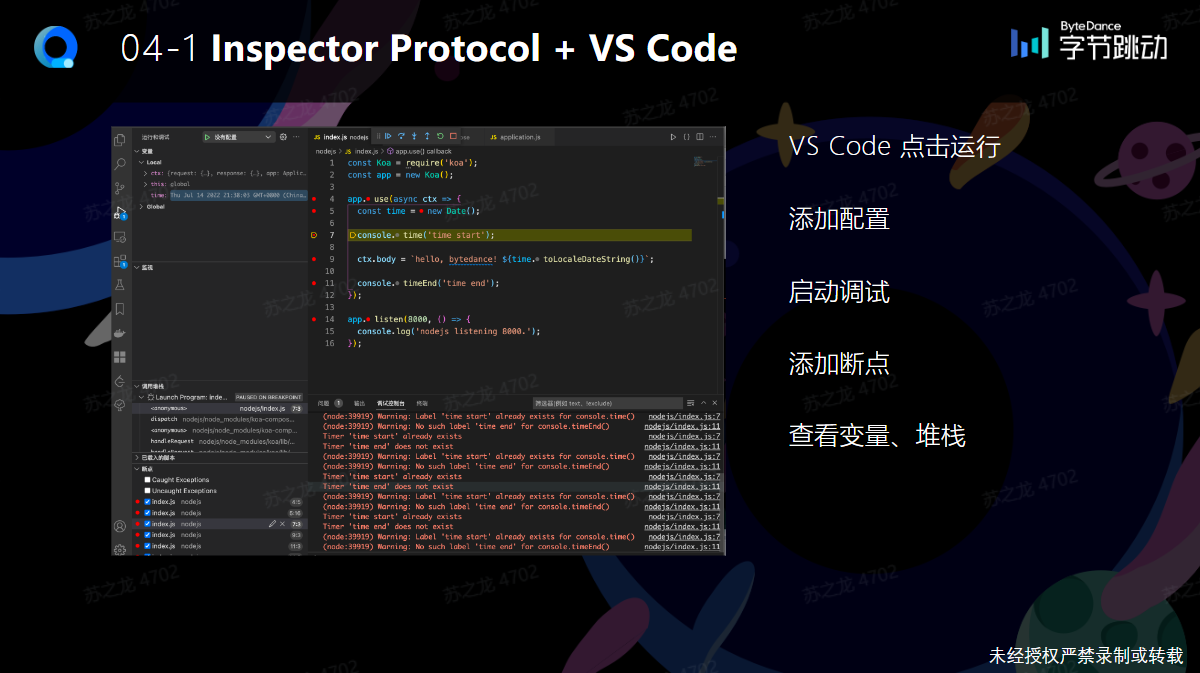 04-1 Inspector Protocol + VS Code
ByteDance
字节跳动
VS Code 点击运行
添加配置
启动调试
添加断点
查看变量、堆栈
运行和调试
没有配置
变量
Local
ctx: {request: {…}, response: {…}, app: Applic…
this: global
time: Thu Jul 14 2022 21:38:03 GMT+0800 (China…
Global
监视
调用堆栈
Launch Program: inde… PAUSED ON BREAKPOINT
<anonymous> nodejs/index.js 7:3
dispatch nodejs/node_modules/koa-compos…
<anonymous> nodejs/node_modules/koa-comp…
handleRequest nodejs/node_modules/koa/lib/…
已载入的脚本
断点
Caught Exceptions
Uncaught Exceptions
index.js nodejs 4:5
index.js nodejs 5:16
index.js nodejs 7:3
index.js nodejs 9:3
index.js nodejs 11:3
JS index.js nodejs
JS application.js
nodejs > JS index.js > app.use() callback
1 const Koa = require('koa');
2 const app = new Koa();
3
4 app.use(async ctx => {
5 const time = new Date();
6
7 console.time('time start');
8
9 ctx.body = `hello, bytedance! ${time.toLocaleDateString()}`;
10
11 console.timeEnd('time end');
12 });
13
14 app.listen(8000, () => {
15 console.log('nodejs listening 8000.');
16 });
问题 1 输出 调试控制台 终端 筛选器(例如 text、!exclude)
(node:39919) Warning: Label 'time start' already exists for console.time() nodejs/index.js:7
(node:39919) Warning: No such label 'time end' for console.timeEnd() nodejs/index.js:11
Timer 'time start' already exists nodejs/index.js:7
Timer 'time end' does not exist nodejs/index.js:11
(node:39919) Warning: Label 'time start' already exists for console.time() nodejs/index.js:7
(node:39919) Warning: No such label 'time end' for console.timeEnd() nodejs/index.js:11
Timer 'time start' already exists nodejs/index.js:7
Timer 'time end' does not exist nodejs/index.js:11
(node:39919) Warning: Label 'time start' already exists for console.time() nodejs/index.js:7
(node:39919) Warning: No such label 'time end' for console.timeEnd() nodejs/index.js:11
Timer 'time start' already exists nodejs/index.js:7
Timer 'time end' does not exist nodejs/index.js:11
(node:39919) Warning: Label 'time start' already exists for console.time() nodejs/index.js:7
(node:39919) Warning: No such label 'time end' for console.timeEnd() nodejs/index.js:11
苏之龙 4702
未经授权严禁录制或转载